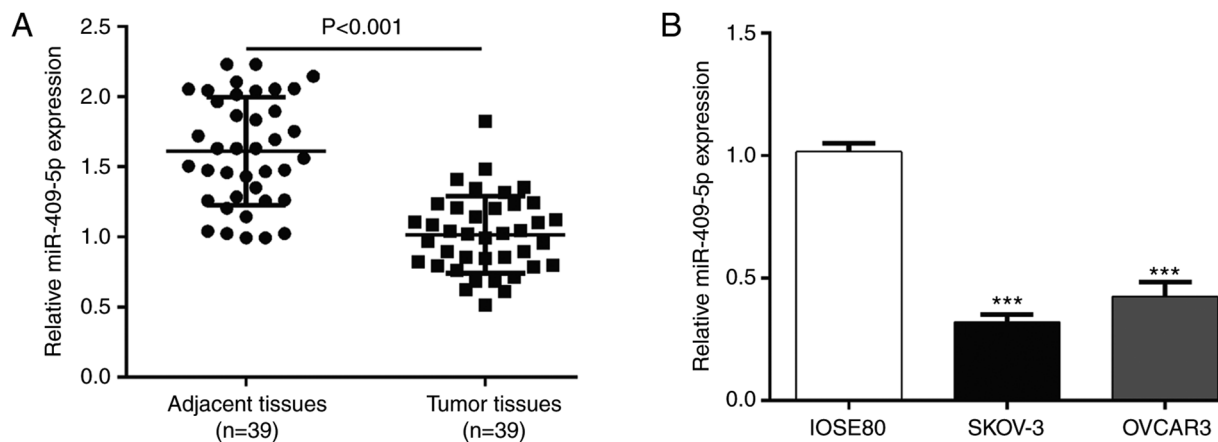 A
Relative miR-409-5p expression
2.5
2.0
1.5
1.0
0.5
0.0
P<0.001
Adjacent tissues
(n=39)
Tumor tissues
(n=39)
B
Relative miR-409-5p expression
1.5
1.0
0.5
0.0
***
***
IOSE80
SKOV-3
OVCAR3